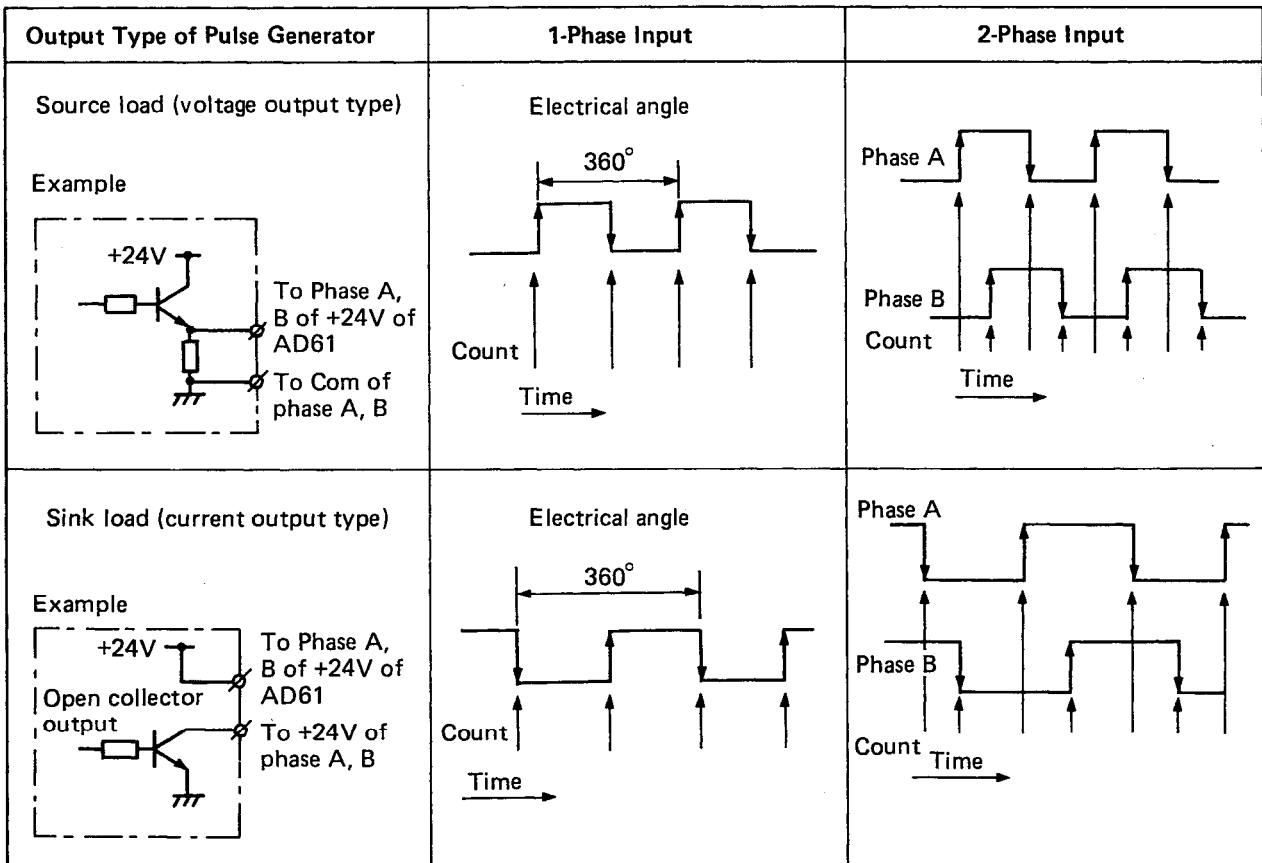 Output Type of Pulse Generator
1-Phase Input
2-Phase Input
Source load (voltage output type)
Example
+24V
To Phase A,
B of +24V of
AD61
To Com of
phase A, B
Electrical angle
360°
Count
Time
Phase A
Phase B
Count
Time
Sink load (current output type)
Example
+24V
Open collector
output
To Phase A,
B of +24V of
AD61
To +24V of
phase A, B
Electrical angle
360°
Count
Time
Phase A
Phase B
Count
Time